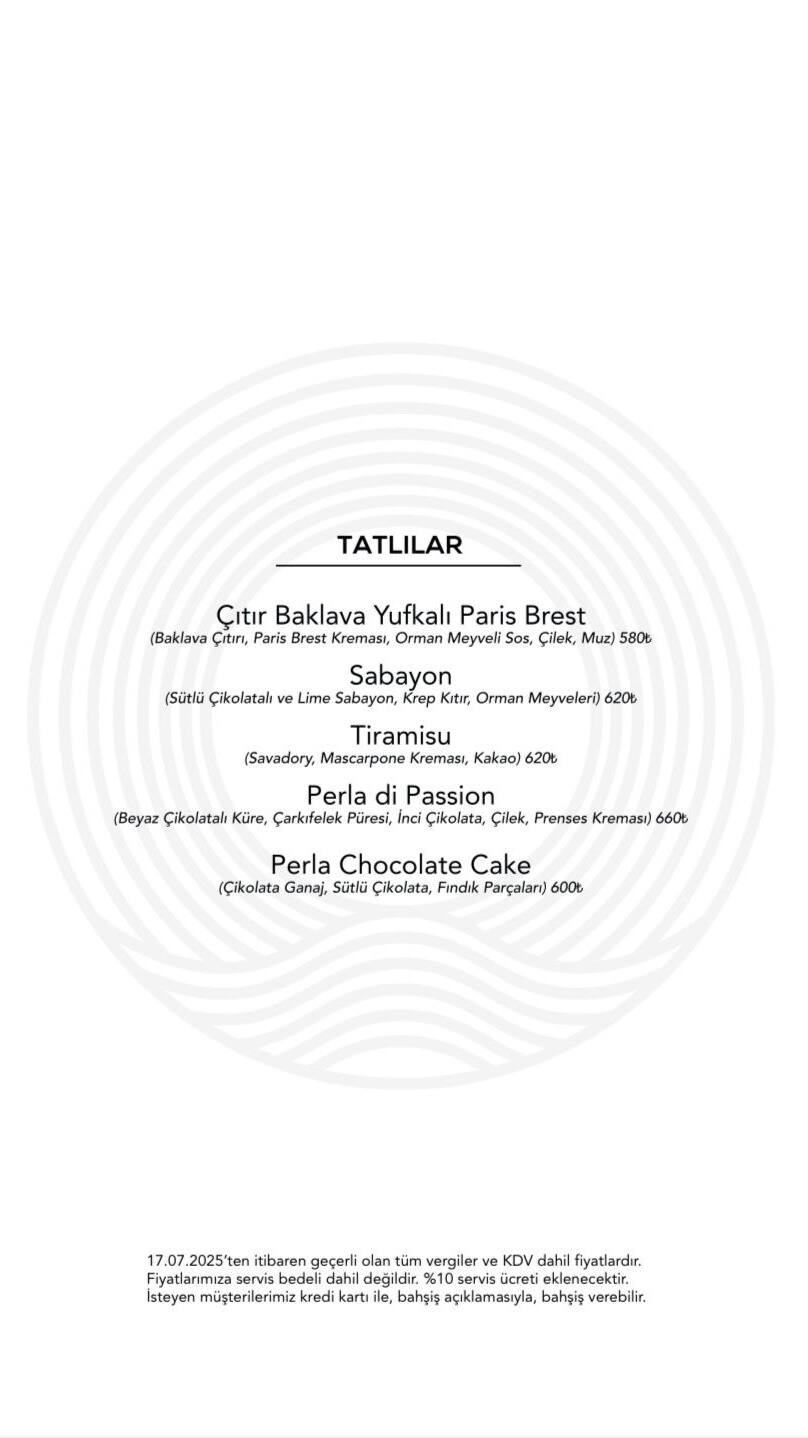 TATLILAR
Çıtır Baklava Yufkalı Paris Brest
(Baklava Çıtırı, Paris Brest Kreması, Orman Meyveli Sos, Çilek, Muz) 580₺
Sabayon
(Sütlü Çikolatalı ve Lime Sabayon, Krep Kıtır, Orman Meyveleri) 620₺
Tiramisu
(Savadory, Mascarpone Kreması, Kakao) 620₺
Perla di Passion
(Beyaz Çikolatalı Küre, Çarkıfelek Püresi, İnci Çikolata, Çilek, Prenses Kreması) 660₺
Perla Chocolate Cake
(Çikolata Ganaj, Sütlü Çikolata, Fındık Parçaları) 600₺
17.07.2025’ten itibaren geçerli olan tüm vergiler ve KDV dahil fiyatlardır.
Fiyatlarımıza servis bedeli dahil değildir. %10 servis ücreti eklenecektir.
İsteyen müşterilerimiz kredi kartı ile, bahşiş açıklamasıyla, bahşiş verebilir.